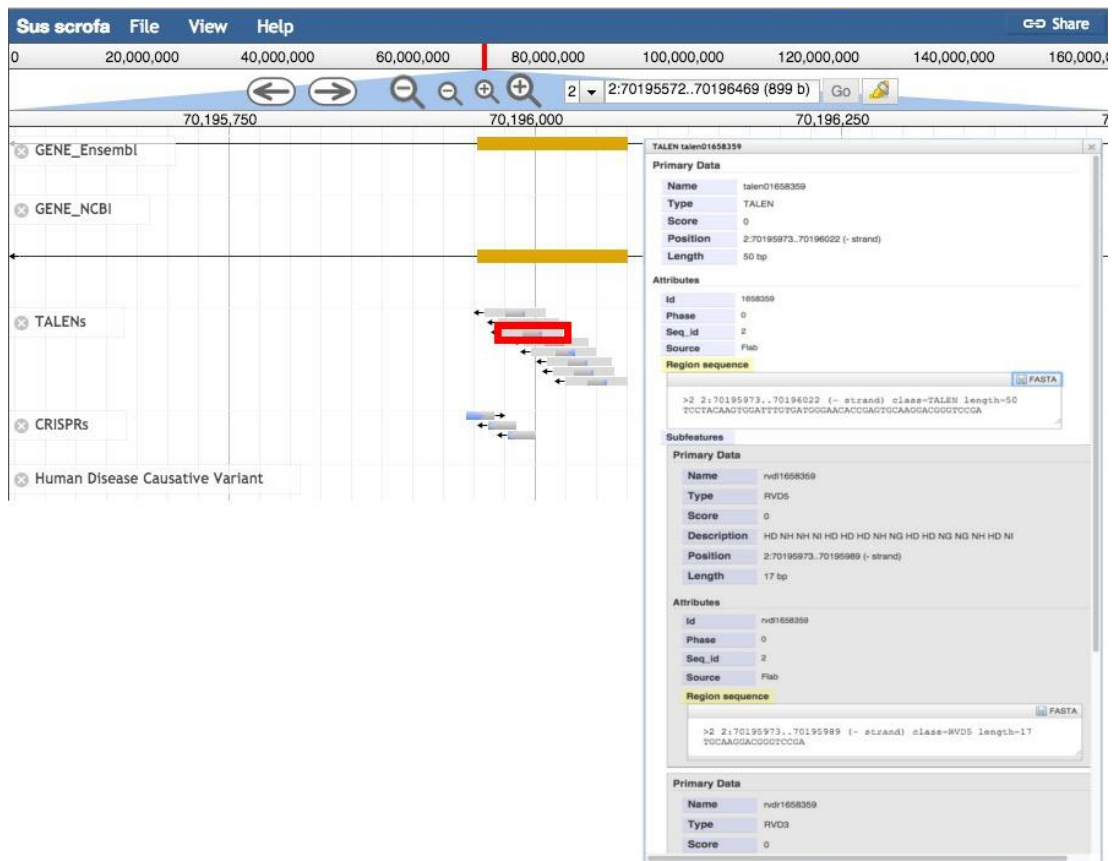 Sus scrofa File View Help Share
0 20,000,000 40,000,000 60,000,000 80,000,000 100,000,000 120,000,000 140,000,000 160,000,
2 2:70195572..70196469 (899 b) Go
70,195,750 70,196,000 70,196,250 7
GENE_Ensembl
GENE_NCBI
TALENs
CRISPRs
Human Disease Causative Variant
TALEN talen01658359
Primary Data
Name talen01658359
Type TALEN
Score 0
Position 2:70195973..70196022 (- strand)
Length 50 bp
Attributes
Id 1658359
Phase 0
Seq_id 2
Source Flab
Region sequence
FASTA
>2 2:70195973..70196022 (- strand) class=TALEN length=50
TCCTACAAGTGGATTTGTGATGGGAACACCGAGTGCAAGGACGGGTCCGA
Subfeatures
Primary Data
Name rvdl1658359
Type RVD5
Score 0
Description HD NH NH NI HD HD HD NH NG HD HD NG NG NH HD NI
Position 2:70195973..70195989 (- strand)
Length 17 bp
Attributes
Id rvdl1658359
Phase 0
Seq_id 2
Source Flab
Region sequence
FASTA
>2 2:70195973..70195989 (- strand) class=RVD5 length=17
TGCAAGGACGGGTCCGA
Primary Data
Name rvdr1658359
Type RVD3
Score 0